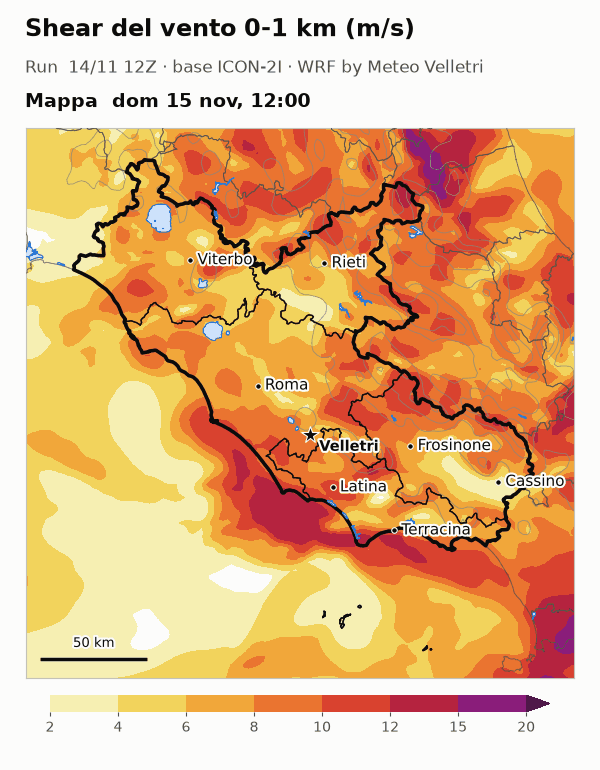 Shear del vento 0-1 km (m/s)
Run  14/11 12Z · base ICON-2I · WRF by Meteo Velletri
Mappa  dom 15 nov, 12:00
Viterbo
Rieti
Roma
Velletri
Frosinone
Latina
Cassino
Terracina
50 km
2 4 6 8 10 12 15 20